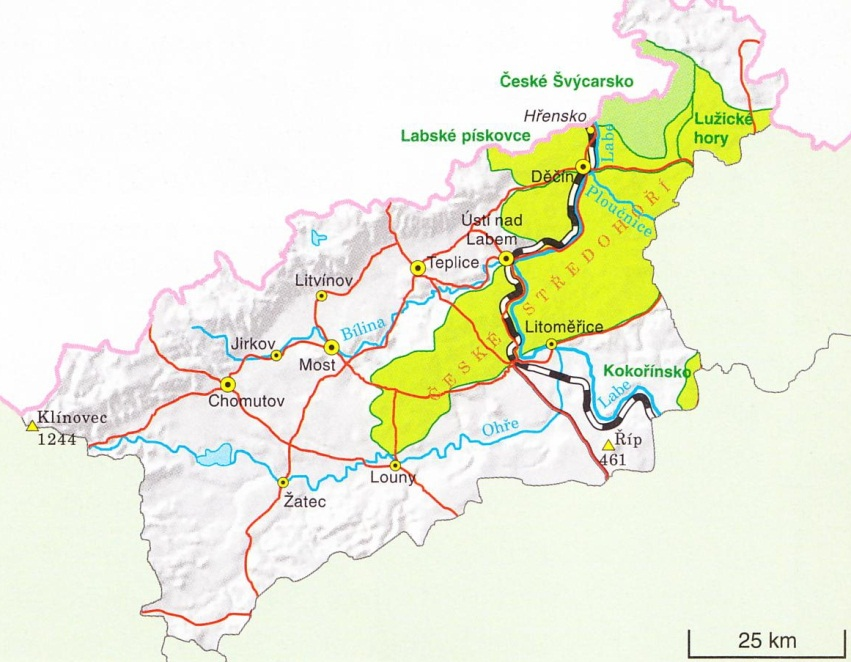 České Švýcarsko
Hřensko
Labe
Lužické
hory
Labské pískovce
Děčín
Ploučnice
Ústí nad
Labem
Teplice
ČESKÉ STŘEDOHOŘÍ
Litvínov
Bílina
Litoměřice
Jirkov
Most
Kokořínsko
Chomutov
Labe
Klínovec
1244
Ohře
Říp
461
Louny
Žatec
25 km